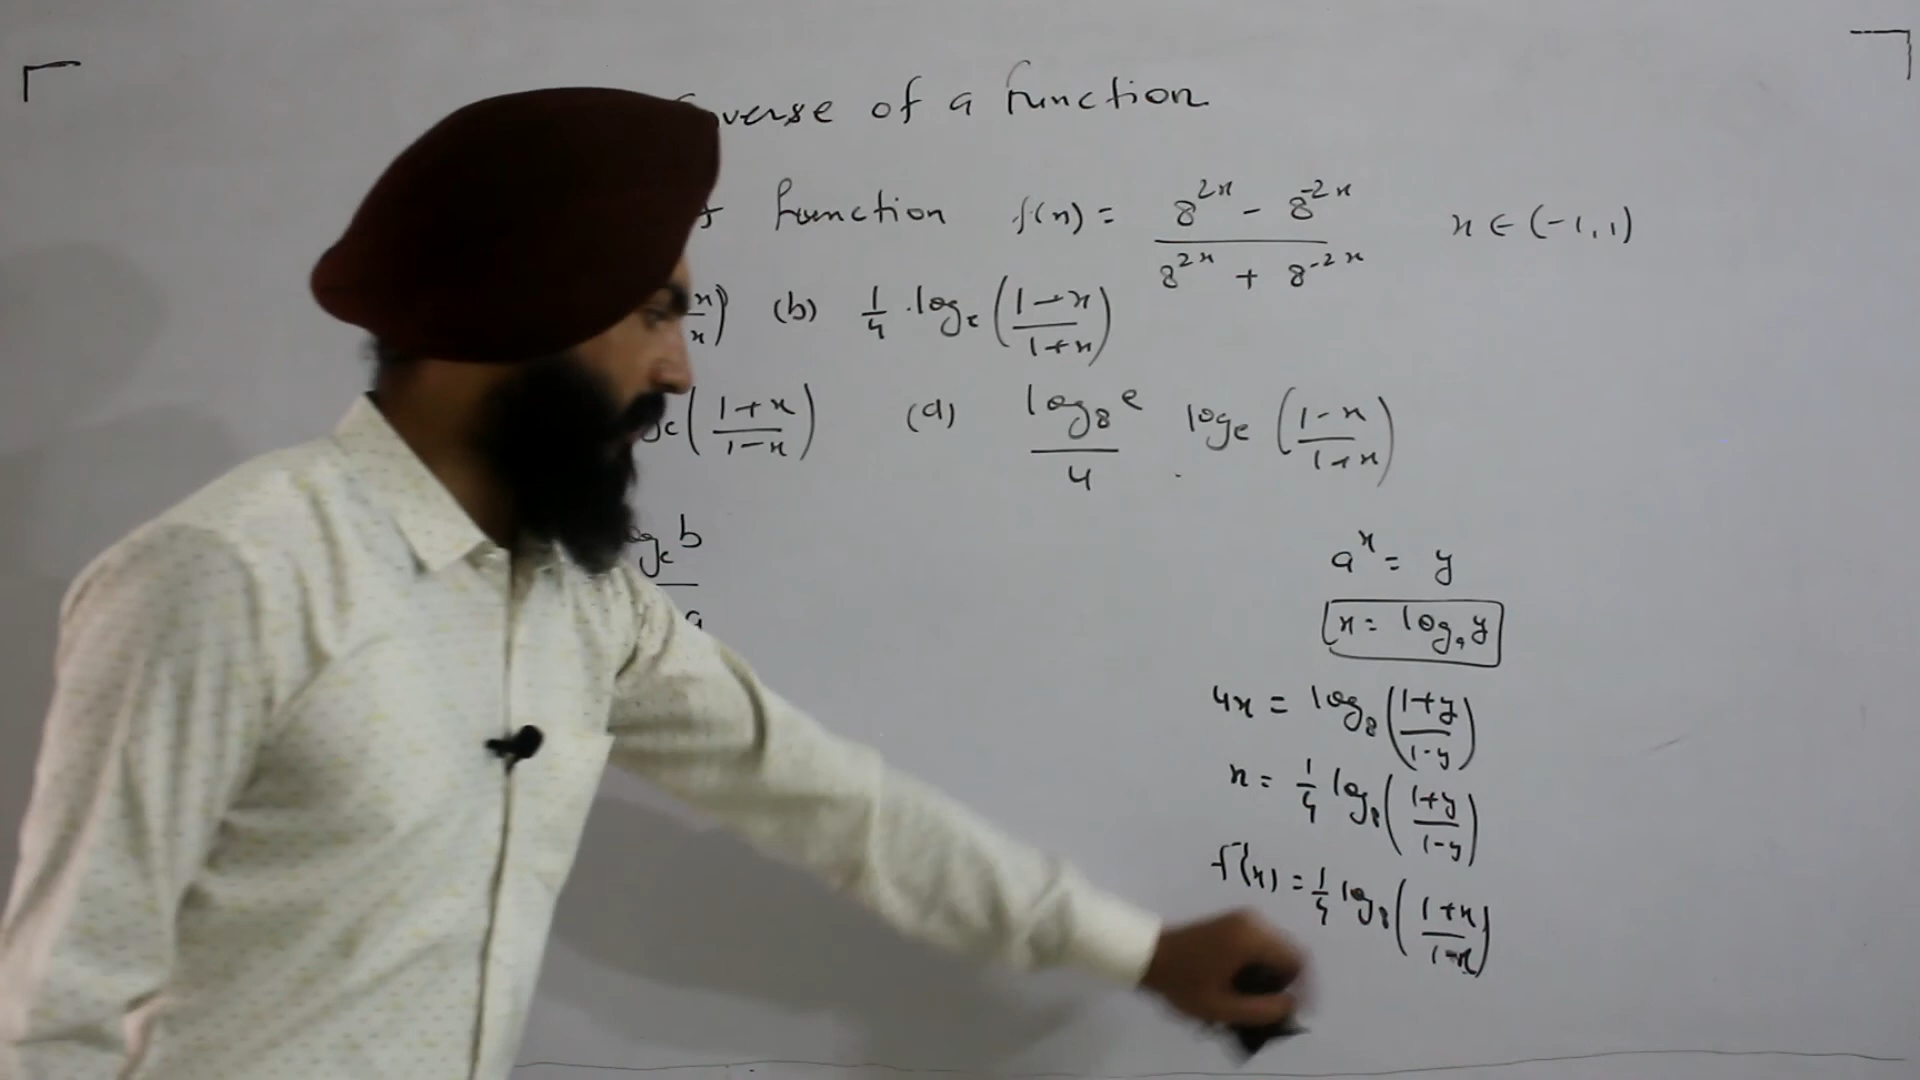 verse of a function
function f(x) = (8^{2x} - 8^{-2x}) / (8^{2x} + 8^{-2x}) x ∈ (-1, 1)
(b) 1/4 · log_e ((1-x)/(1+x))
((1+x)/(1-x)) (d) (log_8 e)/4 log_e ((1-x)/(1+x))
b
a^x = y
x = log_a y
4x = log_8 ((1+y)/(1-y))
x = 1/4 log_8 ((1+y)/(1-y))
f^{-1}(x) = 1/4 log_8 ((1+x)/(1-x))